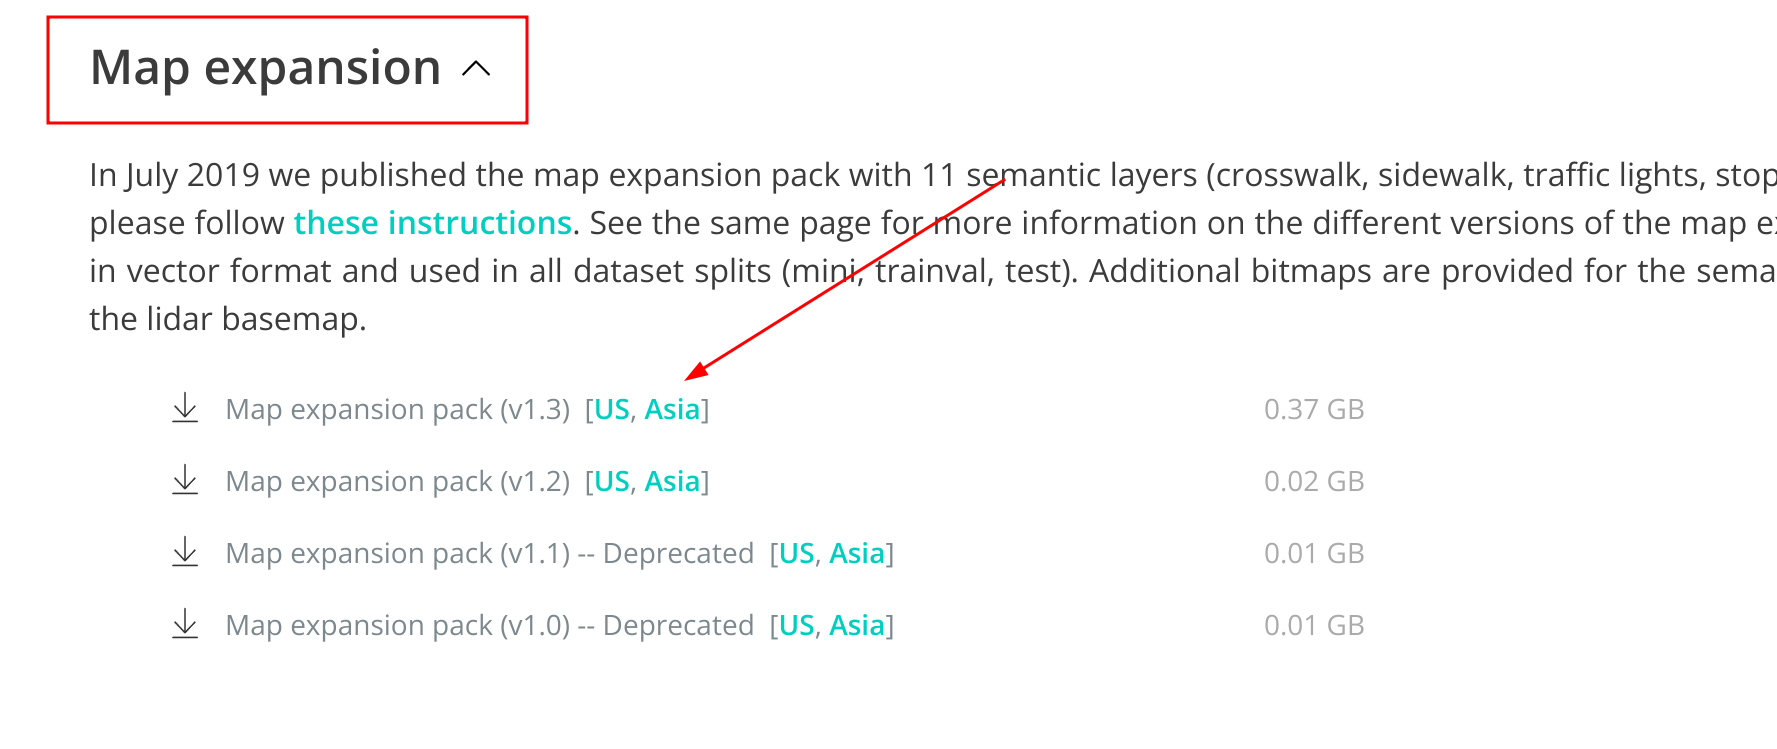 Map expansion
In July 2019 we published the map expansion pack with 11 semantic layers (crosswalk, sidewalk, traffic lights, stop
please follow these instructions. See the same page for more information on the different versions of the map e
in vector format and used in all dataset splits (mini, trainval, test). Additional bitmaps are provided for the sema
the lidar basemap.
Map expansion pack (v1.3) [US, Asia] 0.37 GB
Map expansion pack (v1.2) [US, Asia] 0.02 GB
Map expansion pack (v1.1) -- Deprecated [US, Asia] 0.01 GB
Map expansion pack (v1.0) -- Deprecated [US, Asia] 0.01 GB